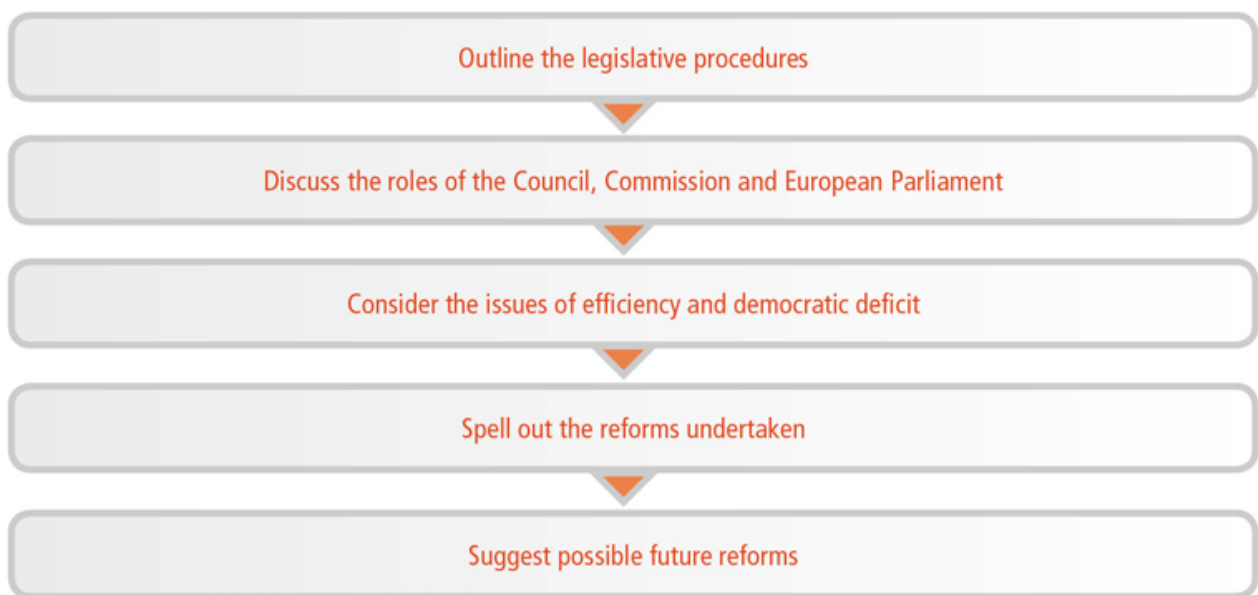 Outline the legislative procedures
Discuss the roles of the Council, Commission and European Parliament
Consider the issues of efficiency and democratic deficit
Spell out the reforms undertaken
Suggest possible future reforms